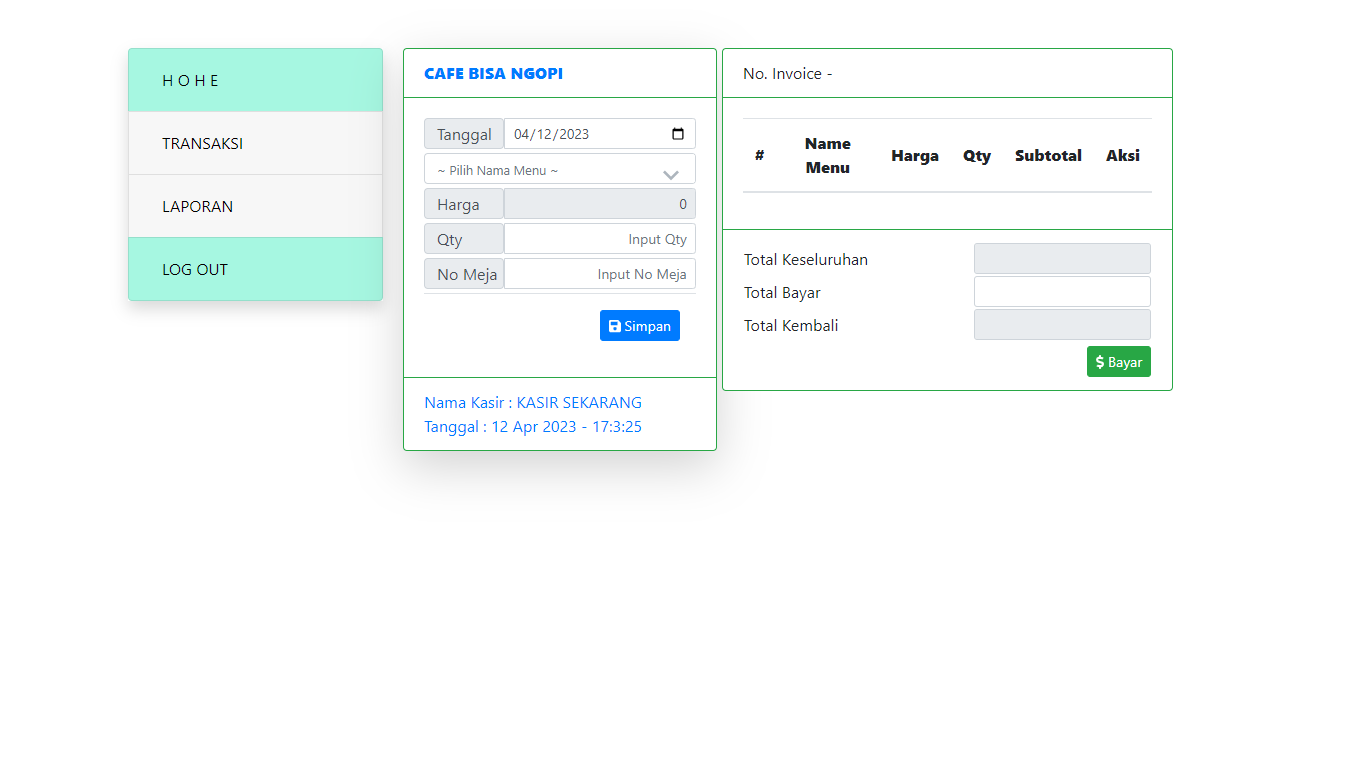 H O H E
TRANSAKSI
LAPORAN
LOG OUT
CAFE BISA NGOPI
Tanggal 04/12/2023
~ Pilih Nama Menu ~
Harga 0
Qty Input Qty
No Meja Input No Meja
Simpan
Nama Kasir : KASIR SEKARANG
Tanggal : 12 Apr 2023 - 17:3:25
No. Invoice -
# Name Menu Harga Qty Subtotal Aksi
Total Keseluruhan
Total Bayar
Total Kembali
$ Bayar